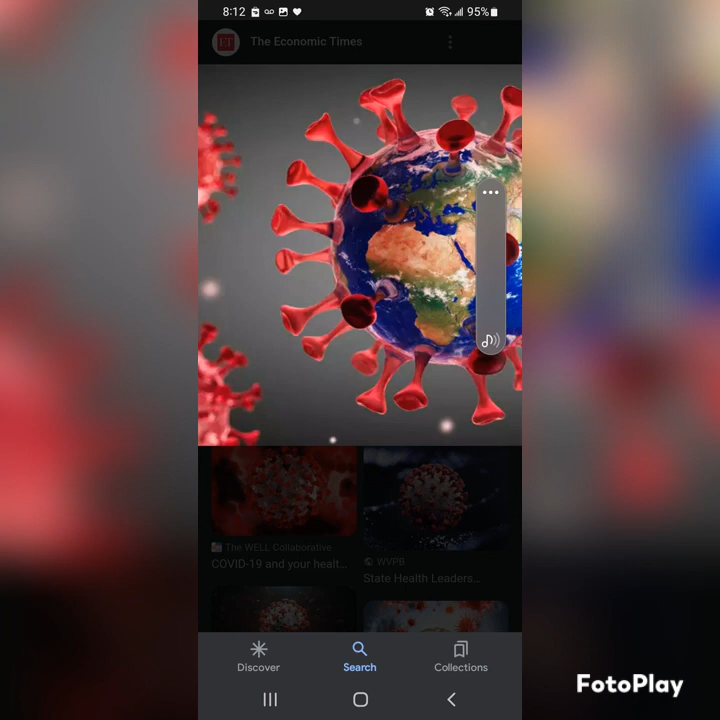 8:12
95%
ET
The Economic Times
The WELL Collaborative
COVID-19 and your healt...
WVPB
State Health Leaders...
Discover
Search
Collections
FotoPlay